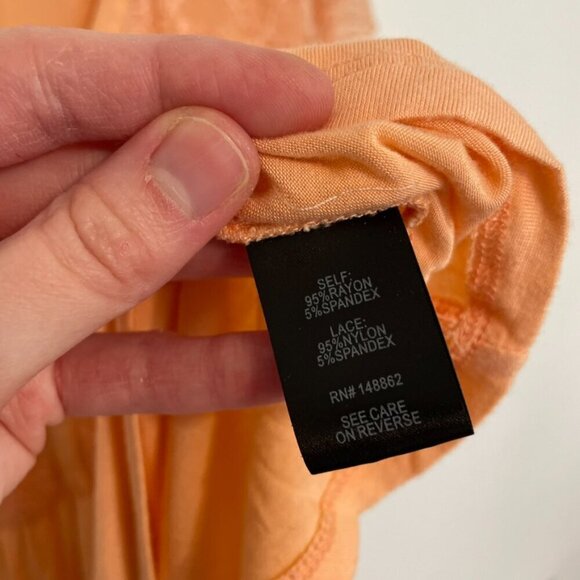 SELF:
95%RAYON
5%SPANDEX
LACE:
95%NYLON
5%SPANDEX
RN# 148862
SEE CARE
ON REVERSE